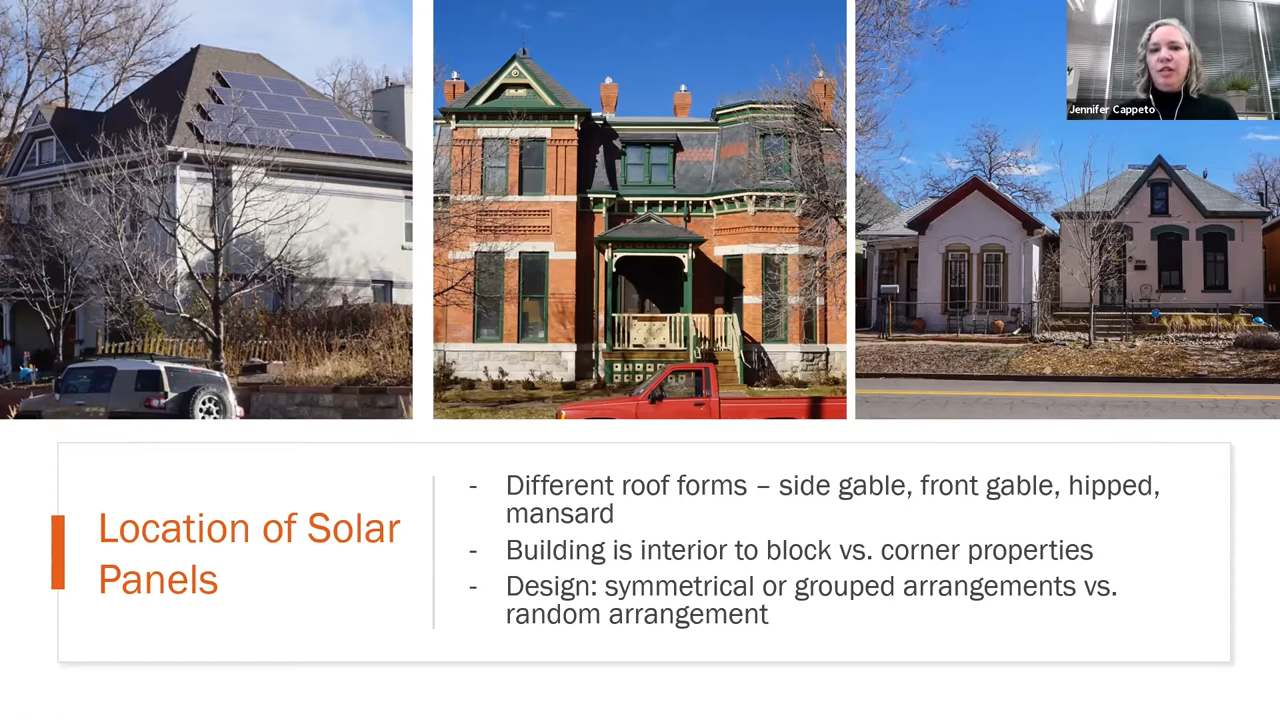 Jennifer Cappeto
Location of Solar
Panels
- Different roof forms – side gable, front gable, hipped,
mansard
- Building is interior to block vs. corner properties
- Design: symmetrical or grouped arrangements vs.
random arrangement